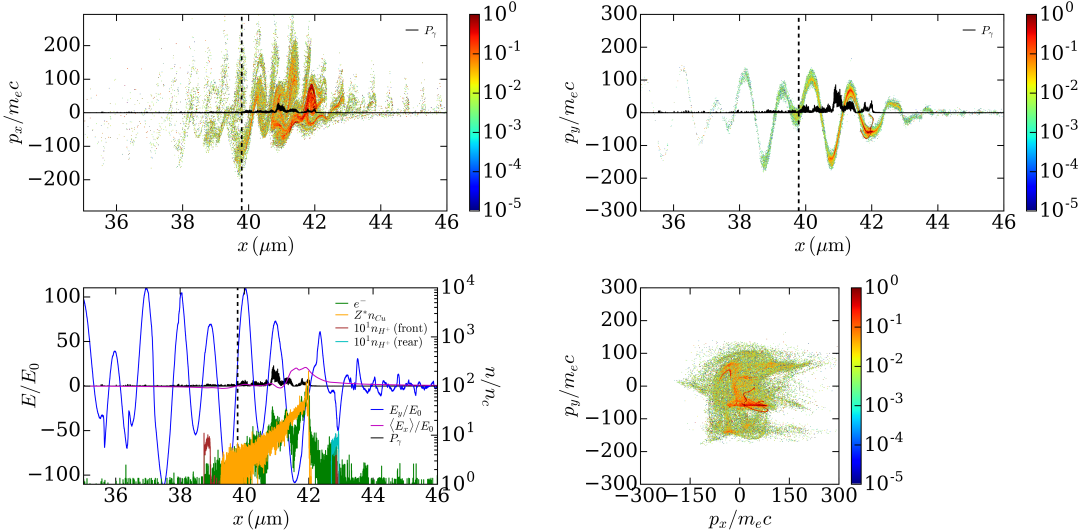 200
100
0
−100
−200
36 38 40 42 44 46
x (μm)
p_x/m_e c
P_γ
10^0
10^-1
10^-2
10^-3
10^-4
10^-5
300
200
100
0
−100
−200
−300
36 38 40 42 44 46
x (μm)
p_y/m_e c
P_γ
10^0
10^-1
10^-2
10^-3
10^-4
10^-5
100
50
0
−50
−100
36 38 40 42 44 46
x (μm)
E/E_0
e^−
Z*n_{Cu}
10^1 n_{H^+} (front)
10^1 n_{H^+} (rear)
E_y/E_0
⟨E_x⟩/E_0
P_γ
10^4
10^3
10^2
10^1
10^0
n/n_c
300
200
100
0
−100
−200
−300
−300 −150 0 150 300
p_x/m_e c
p_y/m_e c
10^0
10^-1
10^-2
10^-3
10^-4
10^-5